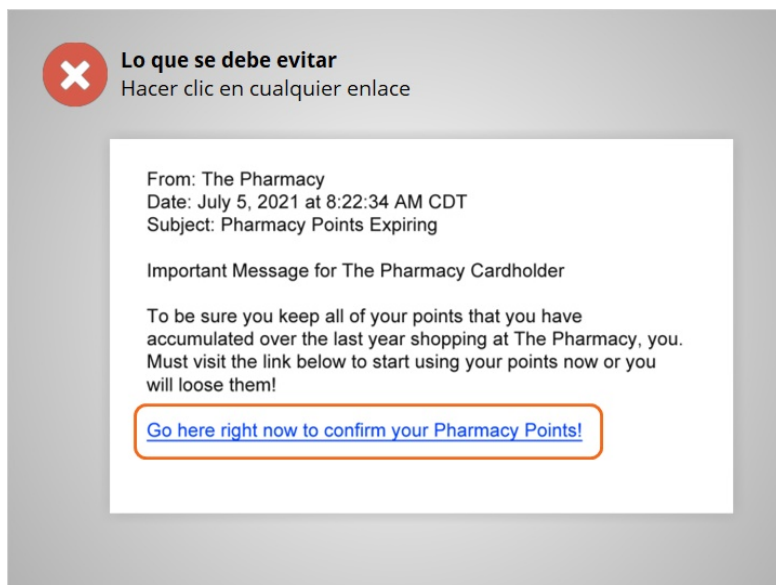 Lo que se debe evitar
Hacer clic en cualquier enlace
From: The Pharmacy
Date: July 5, 2021 at 8:22:34 AM CDT
Subject: Pharmacy Points Expiring
Important Message for The Pharmacy Cardholder
To be sure you keep all of your points that you have
accumulated over the last year shopping at The Pharmacy, you.
Must visit the link below to start using your points now or you
will loose them!
Go here right now to confirm your Pharmacy Points!